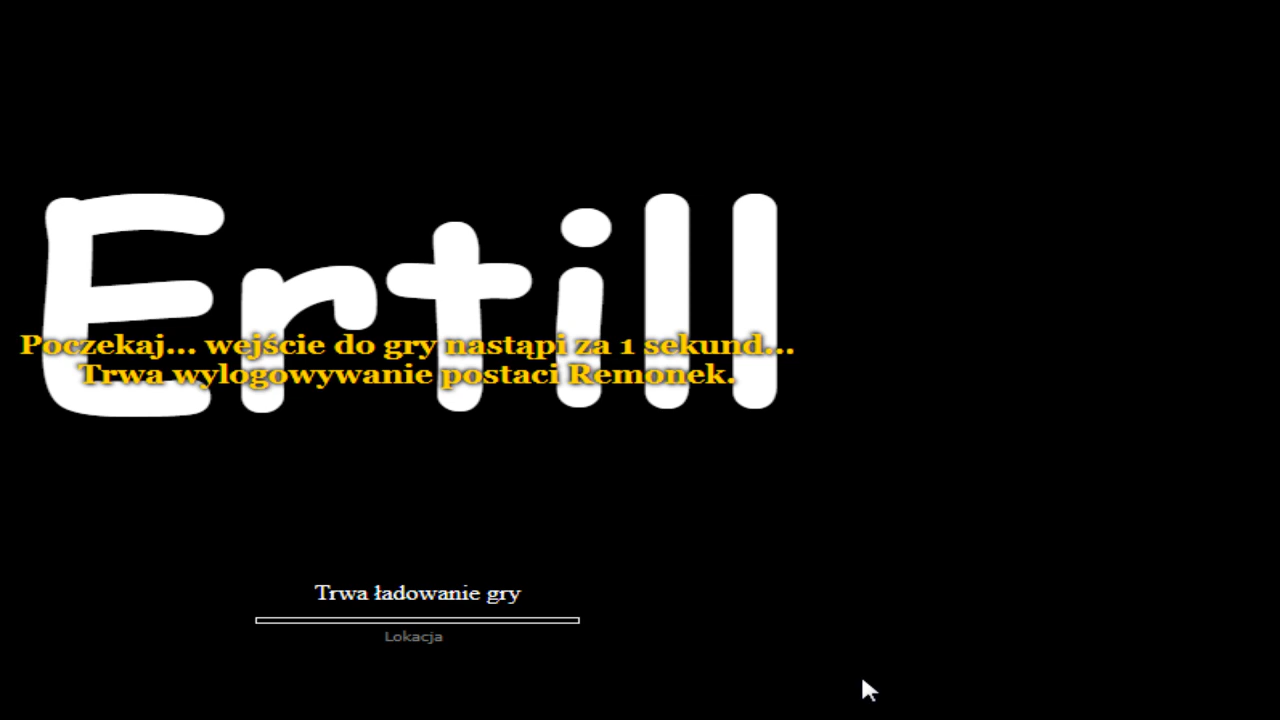 Ertill
Poczekaj... wejście do gry nastąpi za 1 sekund...
Trwa wylogowywanie postaci Remonek.
Trwa ładowanie gry
Lokacja